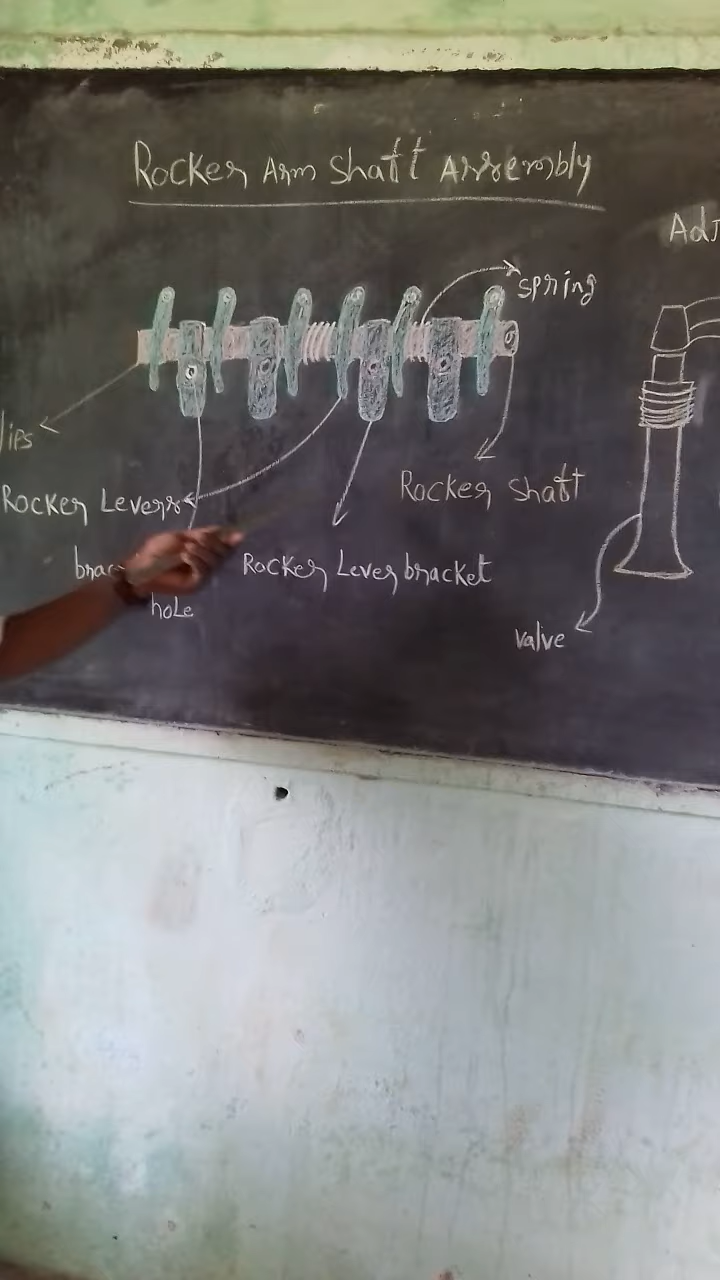 Rocker Arm Shaft Assembly
Adj
spring
lips
Rocker Shaft
Rocker Levers
Rocker Lever bracket
brac
hole
valve